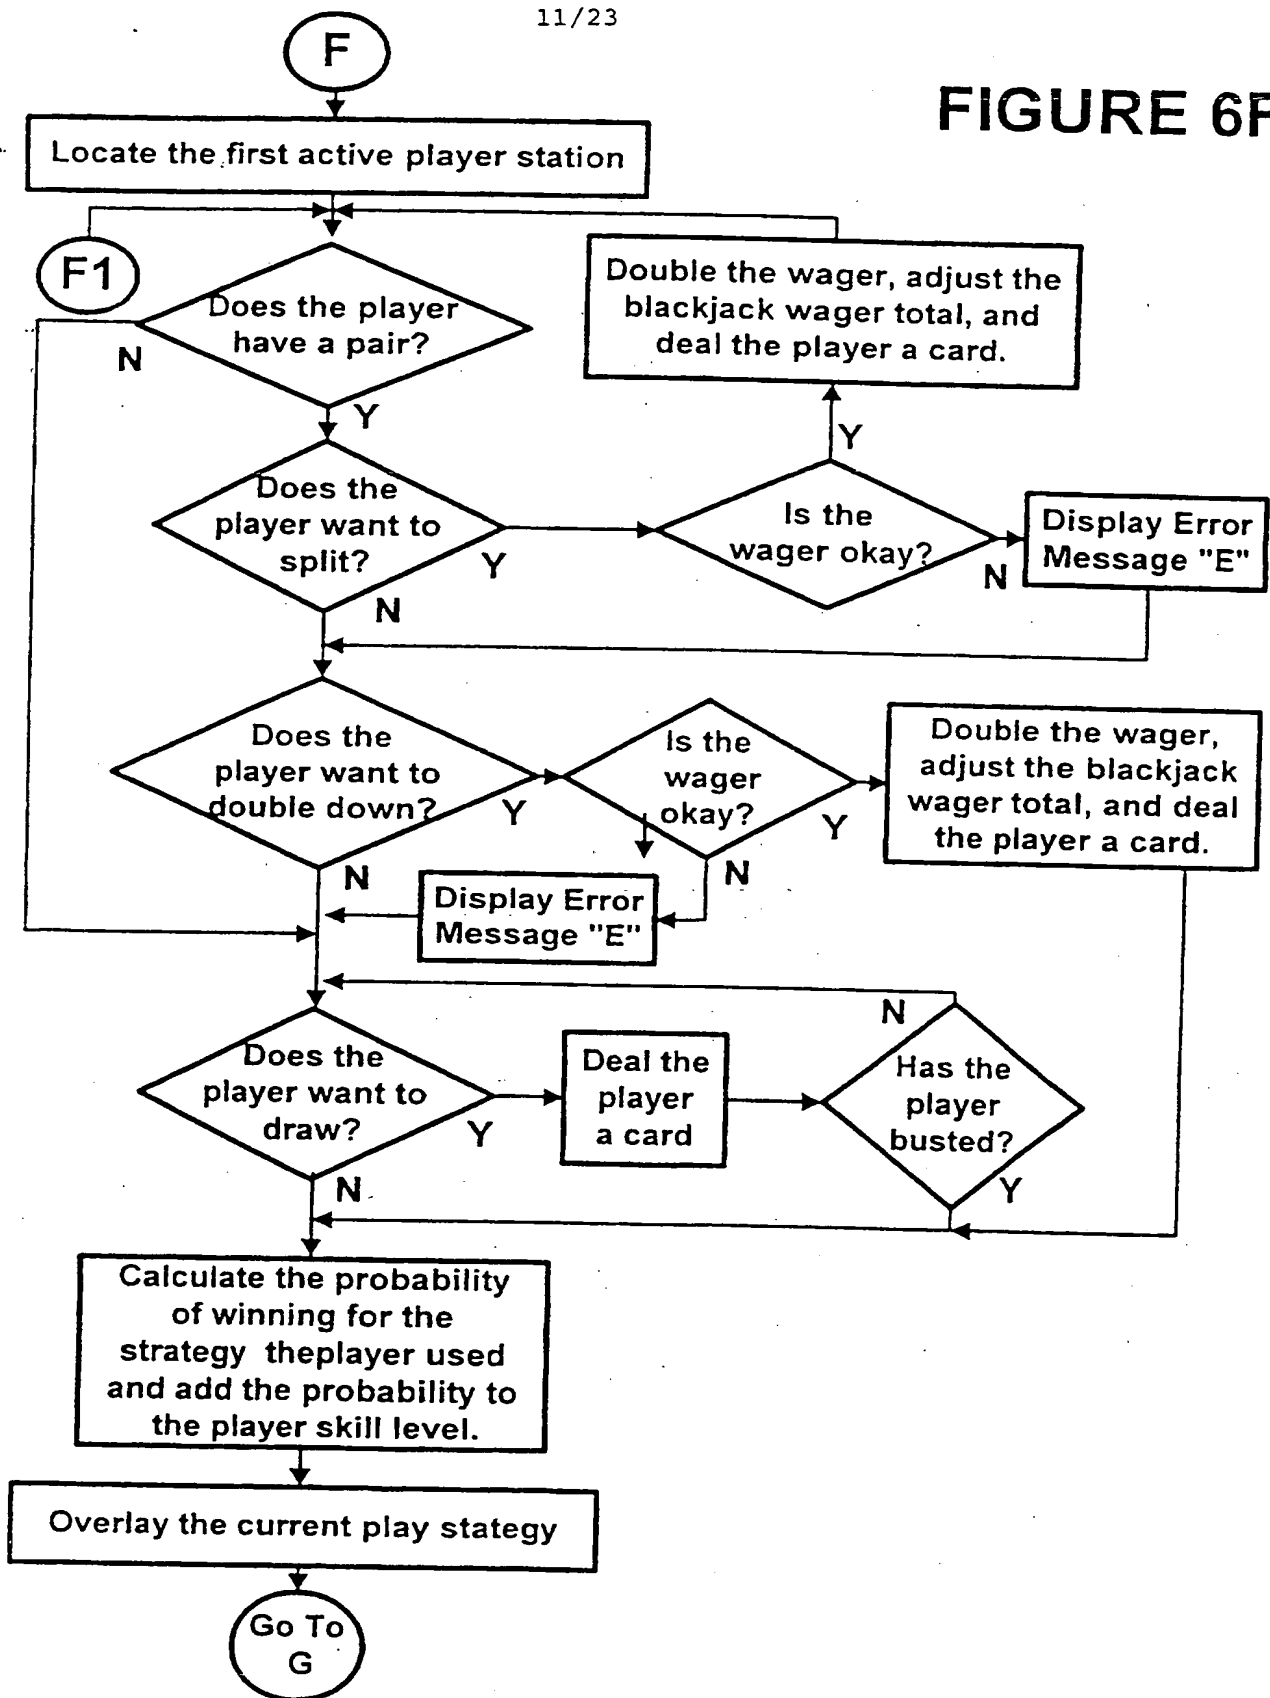 11/23
F
FIGURE 6F
Locate the first active player station
F1
Does the player
have a pair?
N
Y
Double the wager, adjust the
blackjack wager total, and
deal the player a card.
Y
Does the
player want to
split?
Y
N
Is the
wager okay?
N
Display Error
Message "E"
Does the
player want to
double down?
Y
N
Is the
wager
okay?
Y
N
Double the wager,
adjust the blackjack
wager total, and deal
the player a card.
Display Error
Message "E"
Does the
player want to
draw?
Y
N
Deal the
player
a card
N
Has the
player
busted?
Y
Calculate the probability
of winning for the
strategy theplayer used
and add the probability to
the player skill level.
Overlay the current play stategy
Go To
G